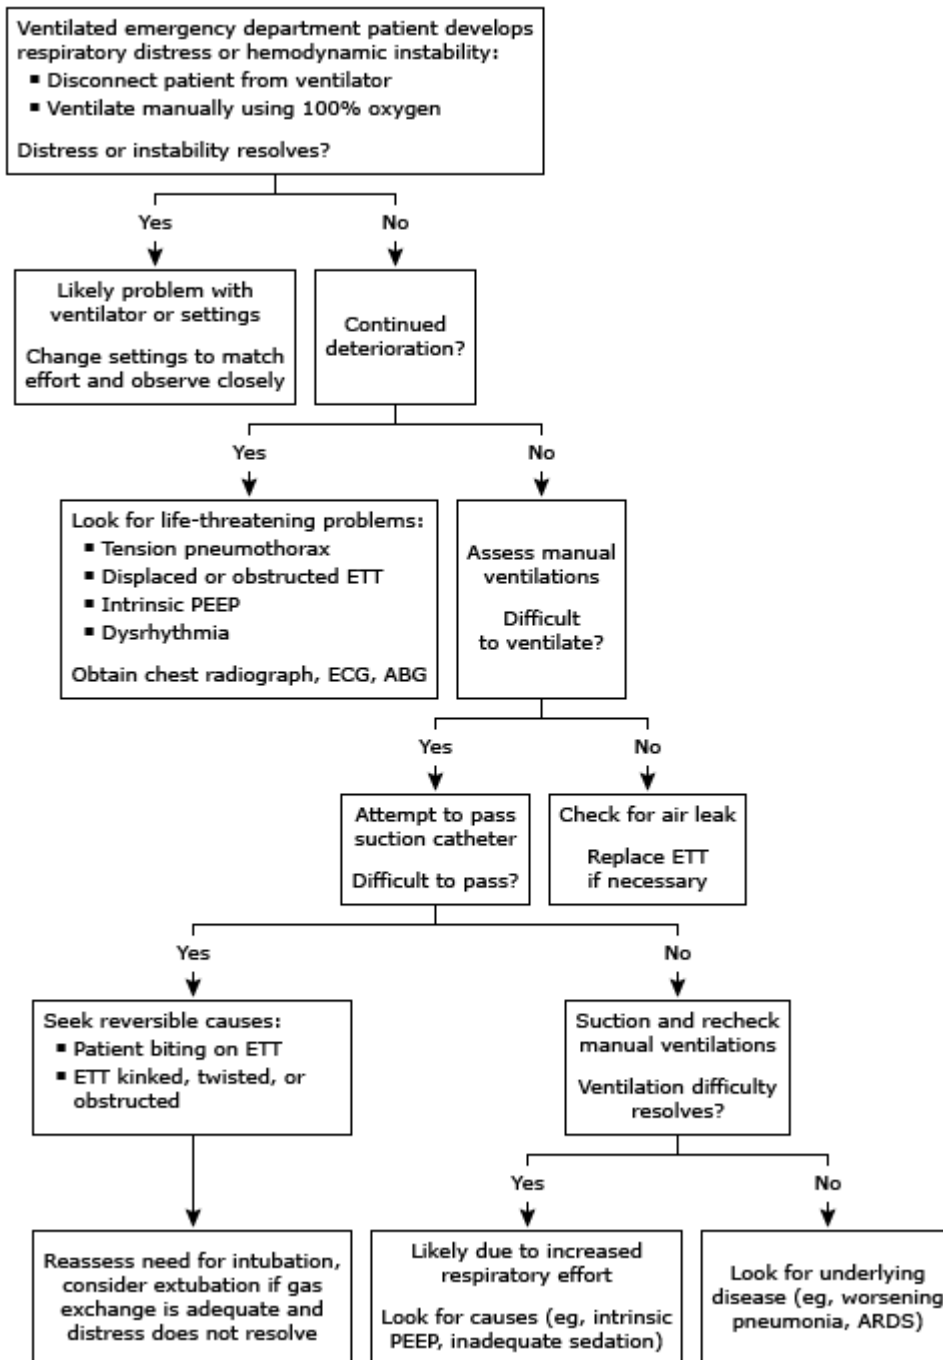 Ventilated emergency department patient develops
respiratory distress or hemodynamic instability:
▪ Disconnect patient from ventilator
▪ Ventilate manually using 100% oxygen
Distress or instability resolves?
Yes
No
Likely problem with
ventilator or settings
Change settings to match
effort and observe closely
Continued
deterioration?
Yes
No
Look for life-threatening problems:
▪ Tension pneumothorax
▪ Displaced or obstructed ETT
▪ Intrinsic PEEP
▪ Dysrhythmia
Obtain chest radiograph, ECG, ABG
Assess manual
ventilations
Difficult
to ventilate?
Yes
No
Attempt to pass
suction catheter
Difficult to pass?
Check for air leak
Replace ETT
if necessary
Yes
No
Seek reversible causes:
▪ Patient biting on ETT
▪ ETT kinked, twisted, or
obstructed
Suction and recheck
manual ventilations
Ventilation difficulty
resolves?
Yes
No
Reassess need for intubation,
consider extubation if gas
exchange is adequate and
distress does not resolve
Likely due to increased
respiratory effort
Look for causes (eg, intrinsic
PEEP, inadequate sedation)
Look for underlying
disease (eg, worsening
pneumonia, ARDS)